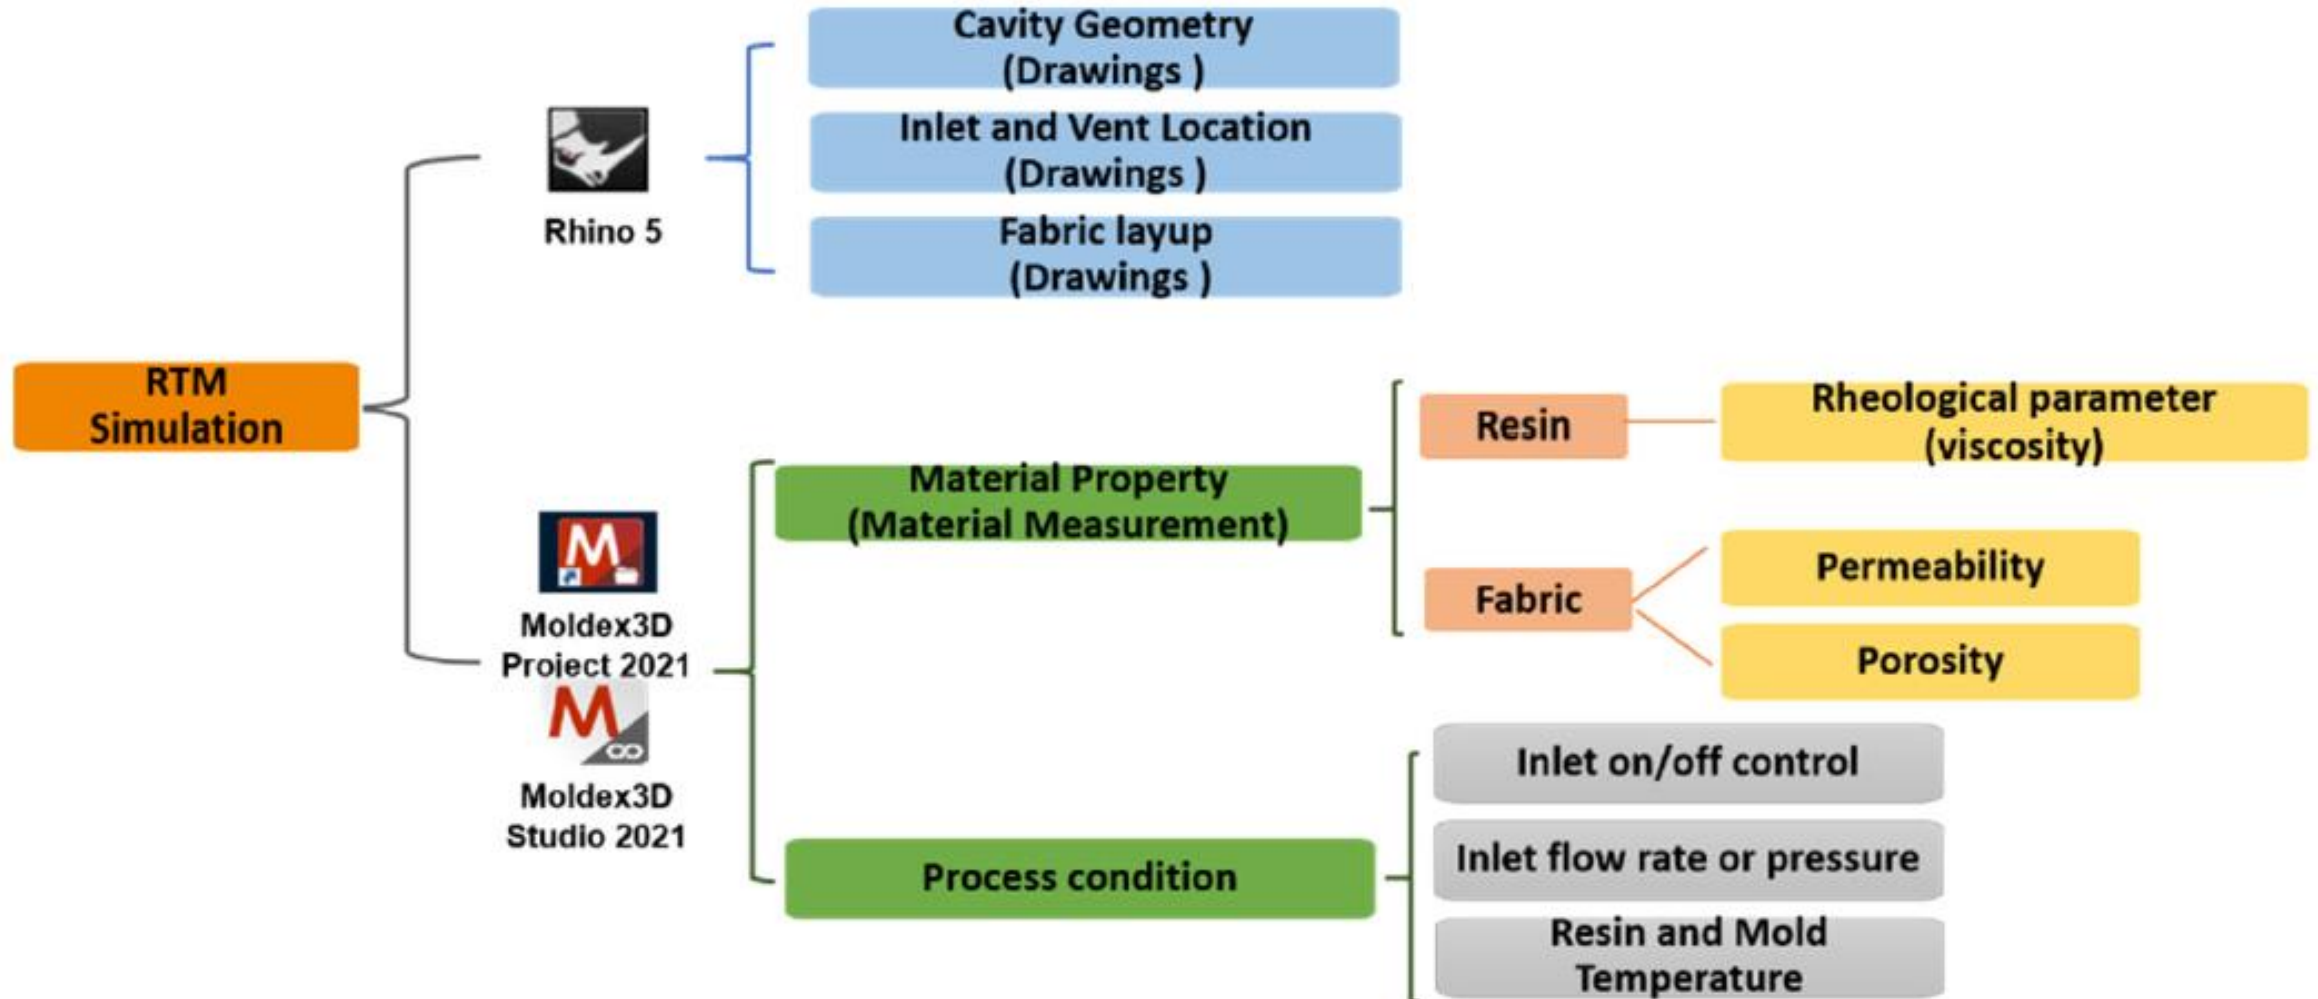 Cavity Geometry
(Drawings )
Inlet and Vent Location
(Drawings )
Rhino 5
Fabric layup
(Drawings )
RTM
Simulation
Moldex3D
Project 2021
Moldex3D
Studio 2021
Material Property
(Material Measurement)
Resin
Rheological parameter
(viscosity)
Fabric
Permeability
Porosity
Process condition
Inlet on/off control
Inlet flow rate or pressure
Resin and Mold
Temperature